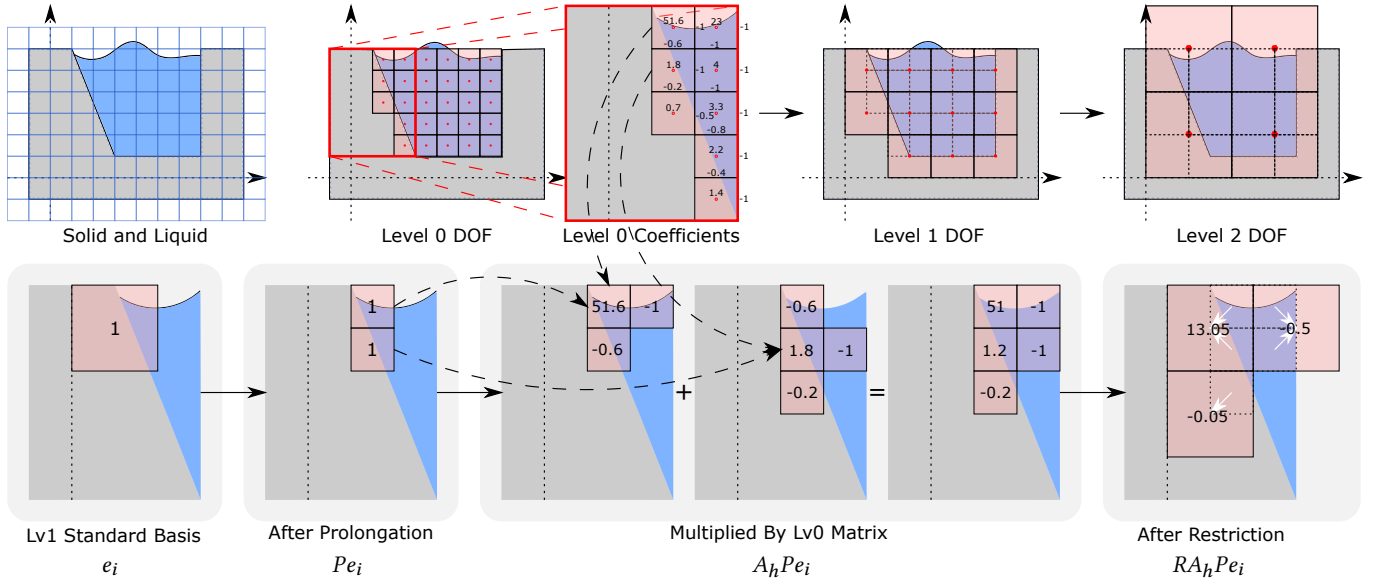 51.6 23
-1 -1
-0.6 -1
1.8 4
-1 -1
-0.2 -1
0.7 3.3
-0.5 -1
-0.8
2.2 -1
-0.4
1.4 -1
Solid and Liquid
Level 0 DOF
Level 0 Coefficients
Level 1 DOF
Level 2 DOF
1
1
1
51.6 -1
-0.6
+
-0.6
1.8 -1
-0.2
=
51 -1
1.2 -1
-0.2
13.05 -0.5
-0.05
Lv1 Standard Basis
After Prolongation
Multiplied By Lv0 Matrix
After Restriction
e_i
Pe_i
A_hPe_i
RA_hPe_i